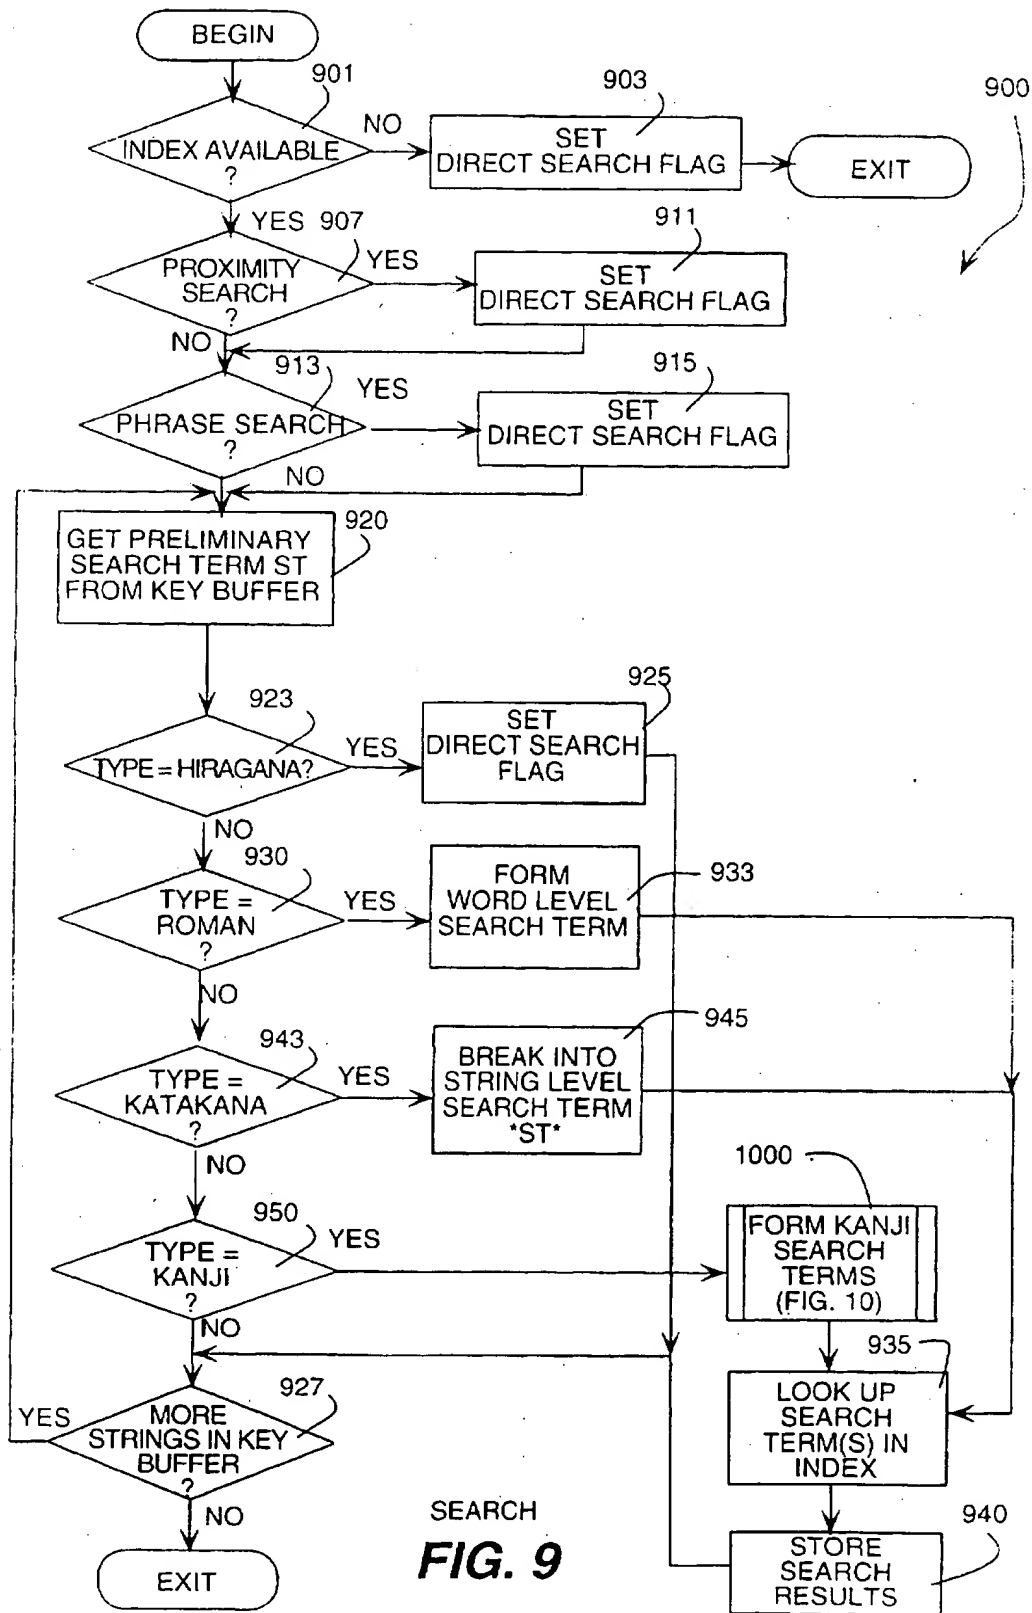 BEGIN
901
INDEX AVAILABLE
?
NO
903
SET
DIRECT SEARCH FLAG
EXIT
900
YES
907
PROXIMITY
SEARCH
?
YES
911
SET
DIRECT SEARCH FLAG
NO
913
PHRASE SEARCH
?
YES
915
SET
DIRECT SEARCH FLAG
NO
920
GET PRELIMINARY
SEARCH TERM ST
FROM KEY BUFFER
923
TYPE = HIRAGANA?
YES
925
SET
DIRECT SEARCH
FLAG
NO
930
TYPE =
ROMAN
?
YES
FORM
WORD LEVEL
SEARCH TERM
933
NO
943
TYPE =
KATAKANA
?
YES
945
BREAK INTO
STRING LEVEL
SEARCH TERM
*ST*
NO
950
TYPE =
KANJI
?
YES
1000
FORM KANJI
SEARCH
TERMS
(FIG. 10)
NO
935
LOOK UP
SEARCH
TERM(S) IN
INDEX
927
MORE
STRINGS IN KEY
BUFFER
?
YES
NO
EXIT
940
STORE
SEARCH
RESULTS
SEARCH
FIG. 9